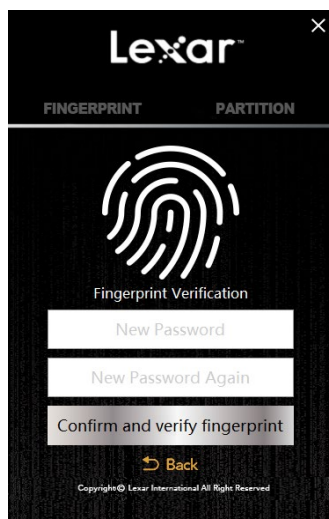 Lexar™
FINGERPRINT PARTITION
Fingerprint Verification
New Password
New Password Again
Confirm and verify fingerprint
Back
Copyright© Lexar International All Right Reserved